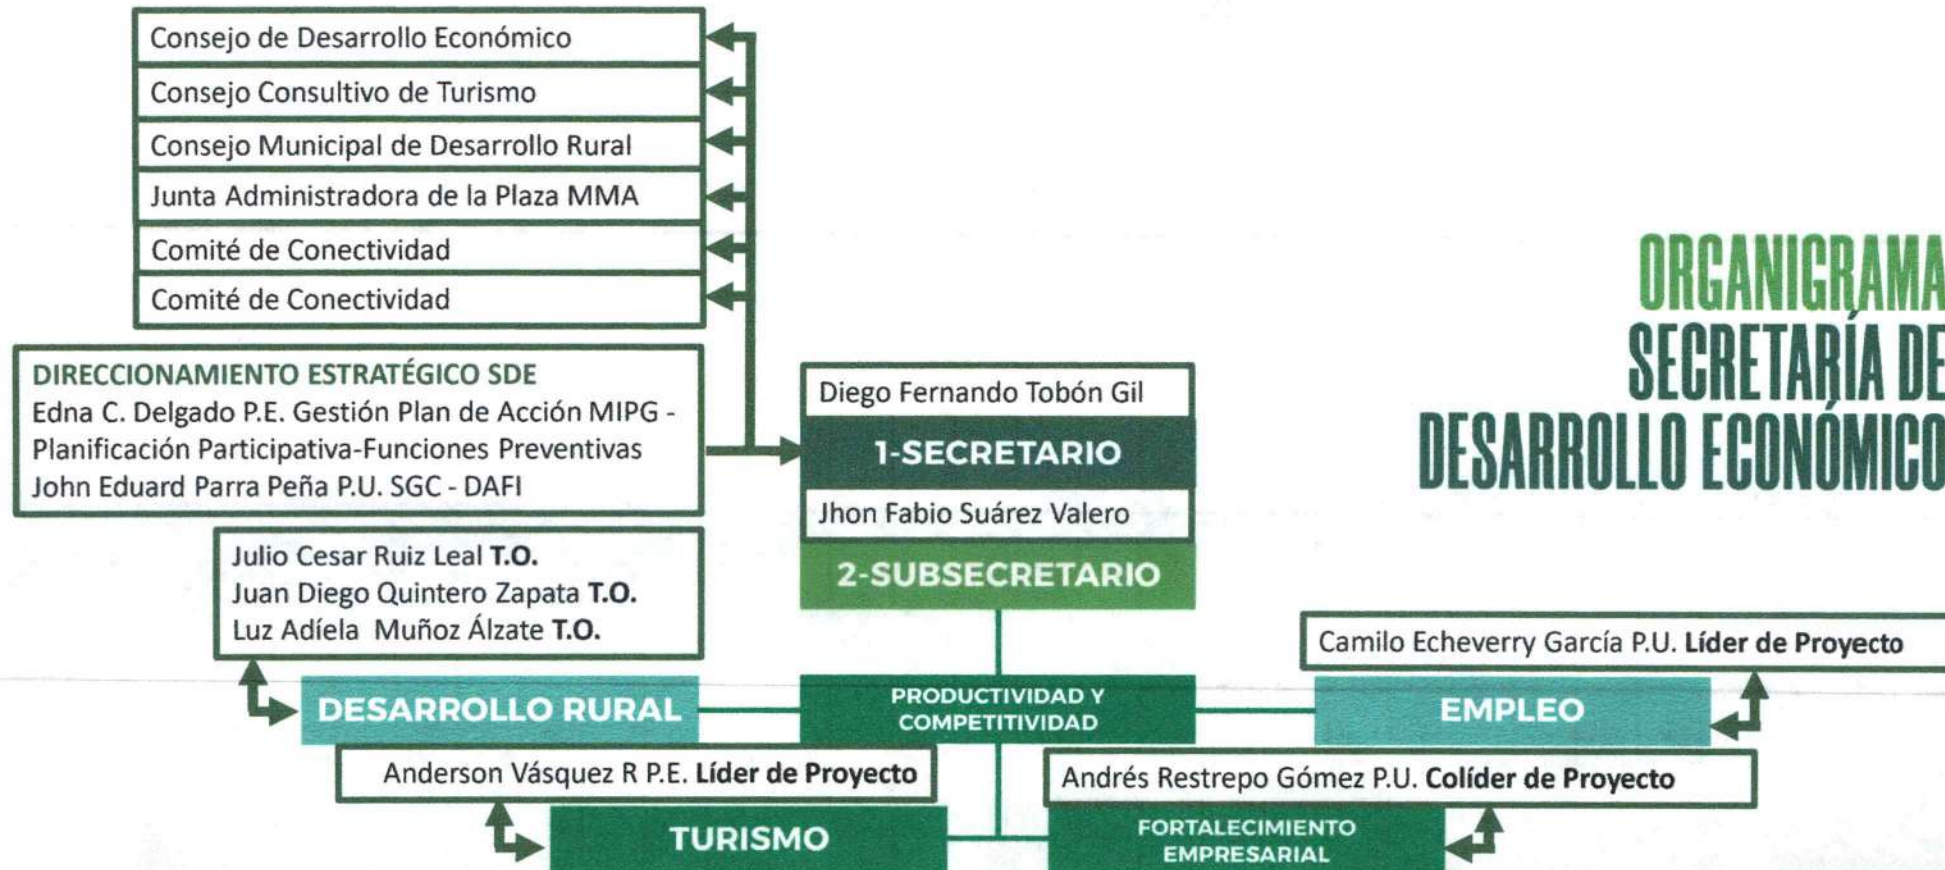 Consejo de Desarrollo Económico
Consejo Consultivo de Turismo
Consejo Municipal de Desarrollo Rural
Junta Administradora de la Plaza MMA
Comité de Conectividad
Comité de Conectividad
ORGANIGRAMA
SECRETARÍA DE
DESARROLLO ECONÓMICO
DIRECCIONAMIENTO ESTRATÉGICO SDE
Edna C. Delgado P.E. Gestión Plan de Acción MIPG -
Planificación Participativa-Funciones Preventivas
John Eduard Parra Peña P.U. SGC - DAFI
Diego Fernando Tobón Gil
1-SECRETARIO
Jhon Fabio Suárez Valero
2-SUBSECRETARIO
Julio Cesar Ruiz Leal T.O.
Juan Diego Quintero Zapata T.O.
Luz Adíela Muñoz Álzate T.O.
Camilo Echeverry García P.U. Líder de Proyecto
DESARROLLO RURAL
PRODUCTIVIDAD Y
COMPETITIVIDAD
EMPLEO
Anderson Vásquez R P.E. Líder de Proyecto
Andrés Restrepo Gómez P.U. Colíder de Proyecto
TURISMO
FORTALECIMIENTO
EMPRESARIAL